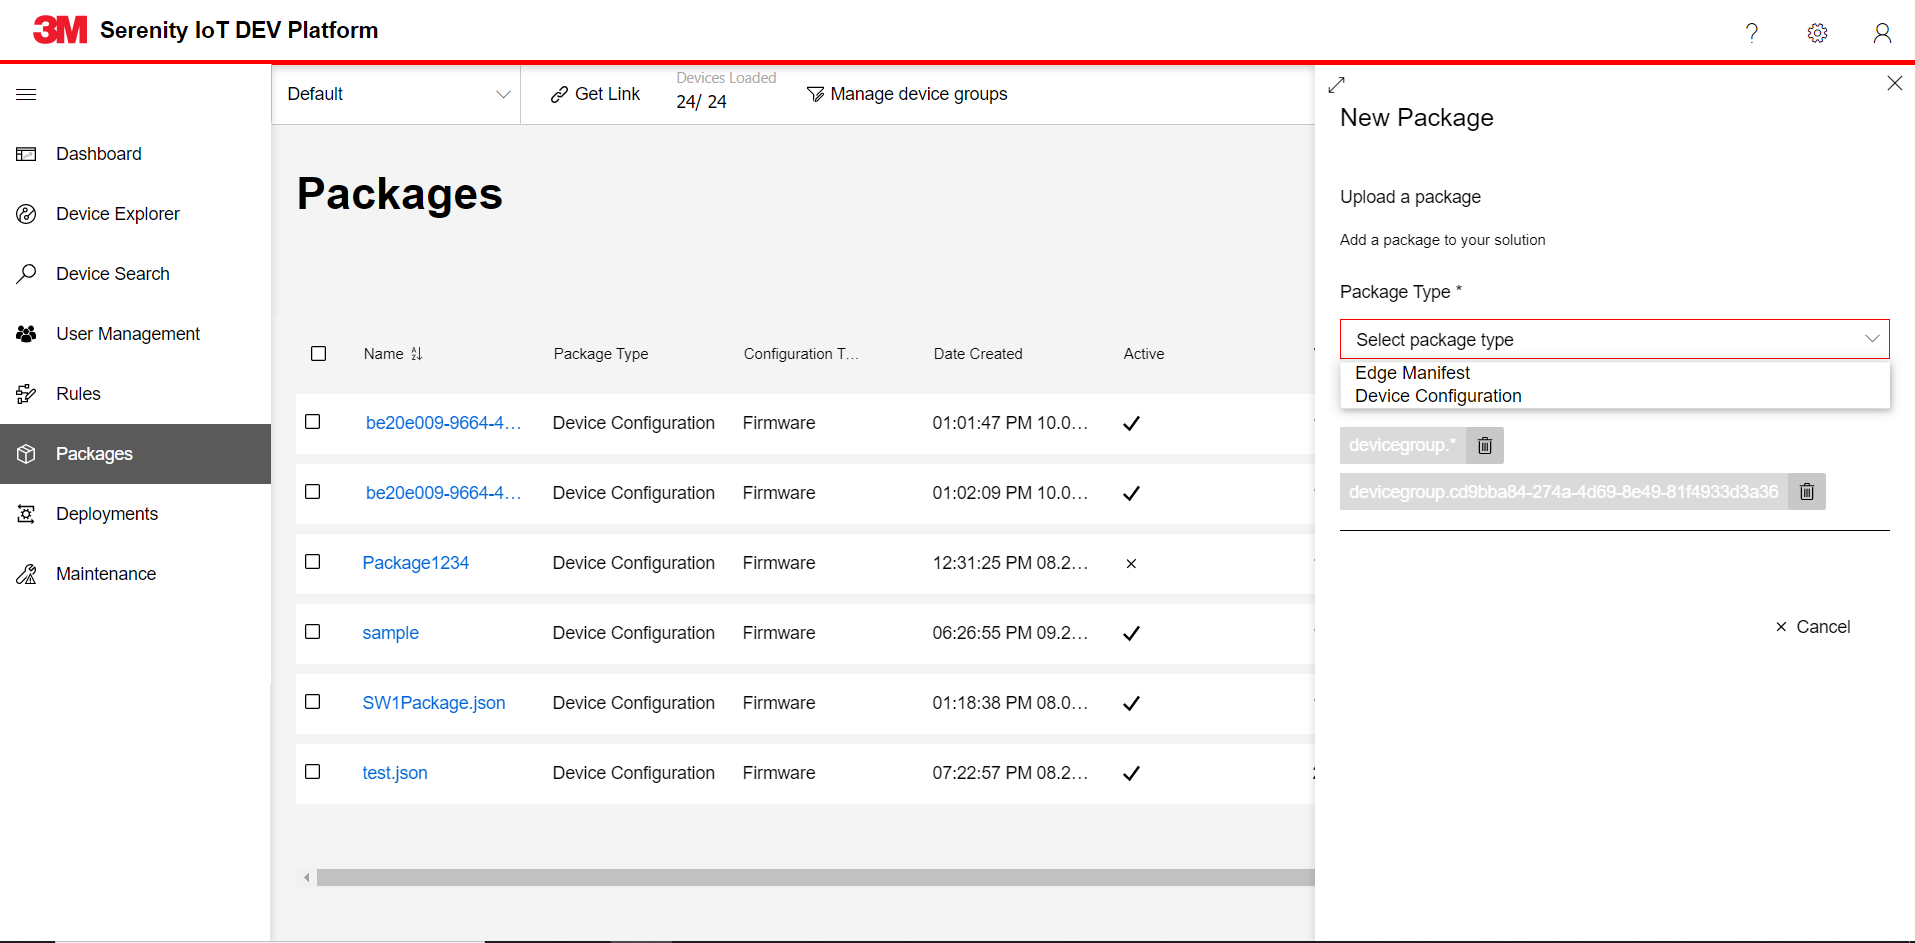 3M Serenity IoT DEV Platform
Default
Get Link
Devices Loaded
24/ 24
Manage device groups
Dashboard
Device Explorer
Device Search
User Management
Rules
Packages
Deployments
Maintenance
Packages
Name Package Type Configuration T... Date Created Active
be20e009-9664-4... Device Configuration Firmware 01:01:47 PM 10.0...
be20e009-9664-4... Device Configuration Firmware 01:02:09 PM 10.0...
Package1234 Device Configuration Firmware 12:31:25 PM 08.2...
sample Device Configuration Firmware 06:26:55 PM 09.2...
SW1Package.json Device Configuration Firmware 01:18:38 PM 08.0...
test.json Device Configuration Firmware 07:22:57 PM 08.2...
New Package
Upload a package
Add a package to your solution
Package Type *
Select package type
Edge Manifest
Device Configuration
devicegroup.*
devicegroup.cd9bba84-274a-4d69-8e49-81f4933d3a36
Cancel